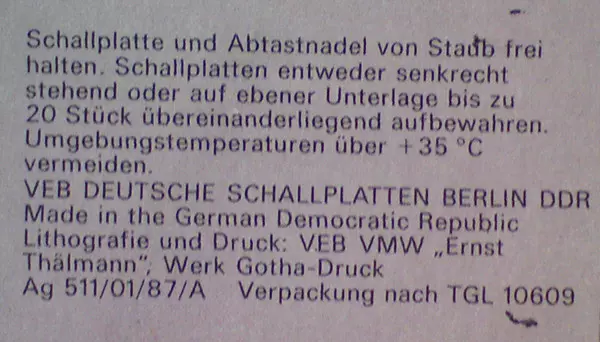 Schallplatte und Abtastnadel von Staub frei
halten. Schallplatten entweder senkrecht
stehend oder auf ebener Unterlage bis zu
20 Stück übereinanderliegend aufbewahren.
Umgebungstemperaturen über +35 °C
vermeiden.
VEB DEUTSCHE SCHALLPLATTEN BERLIN DDR
Made in the German Democratic Republic
Lithografie und Druck: VEB VMW „Ernst
Thälmann“, Werk Gotha-Druck
Ag 511/01/87/A Verpackung nach TGL 10609